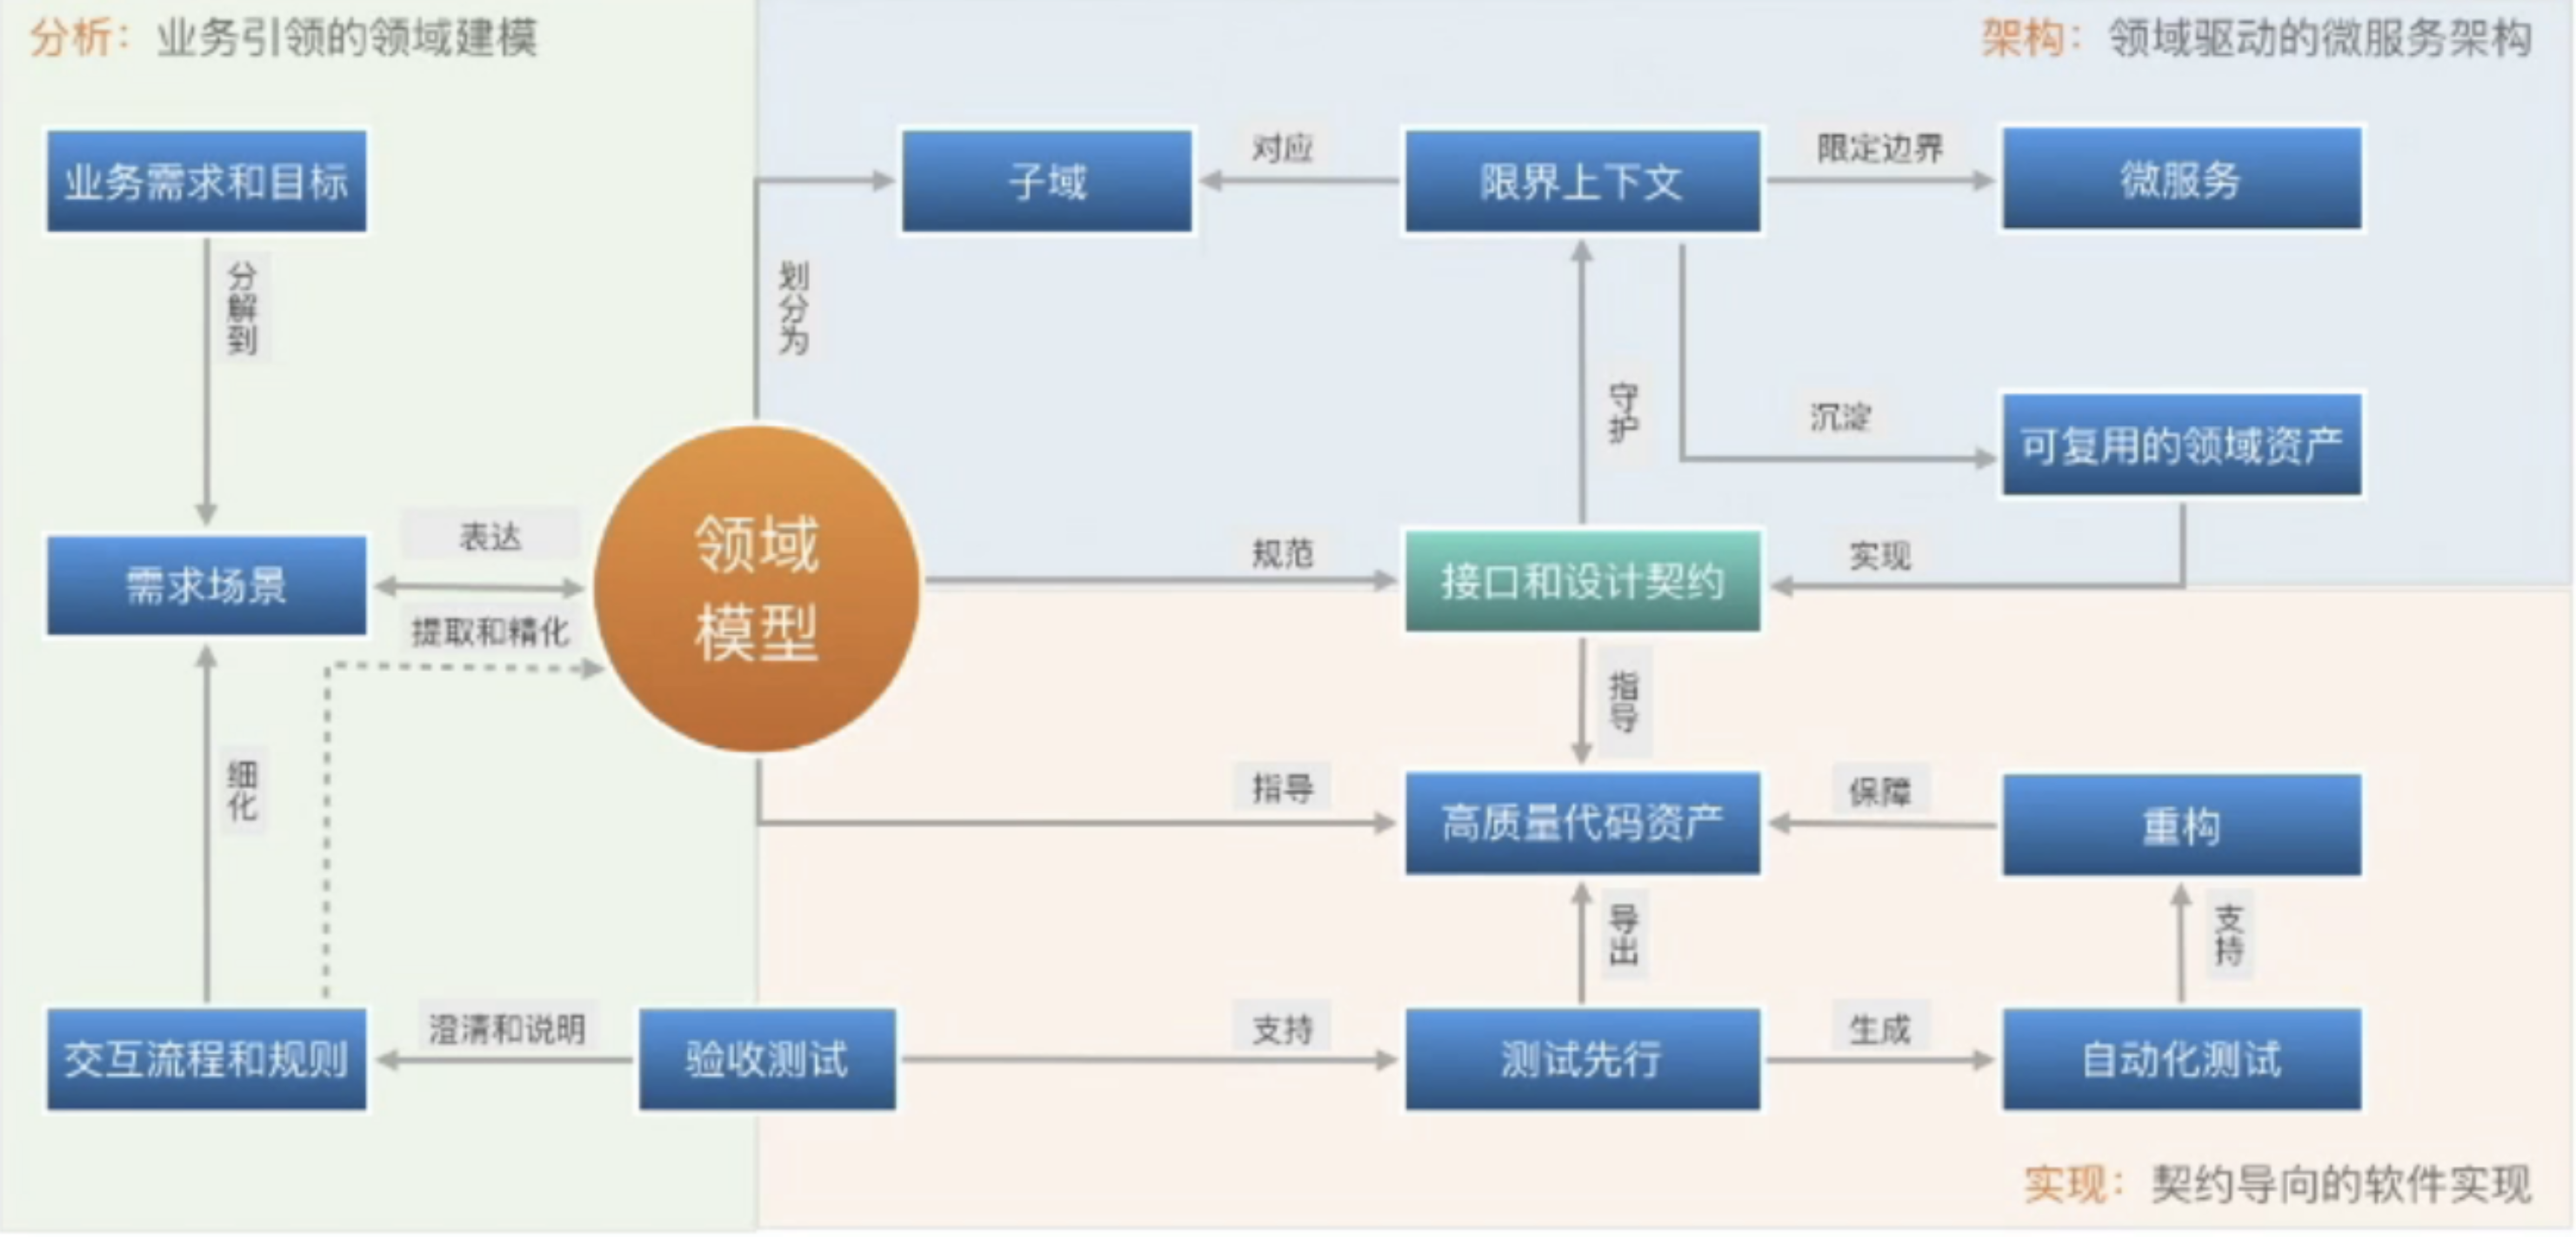 分析：业务引领的领域建模
架构：领域驱动的微服务架构
业务需求和目标
子域
对应
限界上下文
限定边界
微服务
分解到
划分为
守护
沉淀
可复用的领域资产
需求场景
表达
提取和精化
领域
模型
规范
接口和设计契约
实现
指导
细化
指导
高质量代码资产
保障
重构
导出
支持
交互流程和规则
澄清和说明
验收测试
支持
测试先行
生成
自动化测试
实现：契约导向的软件实现